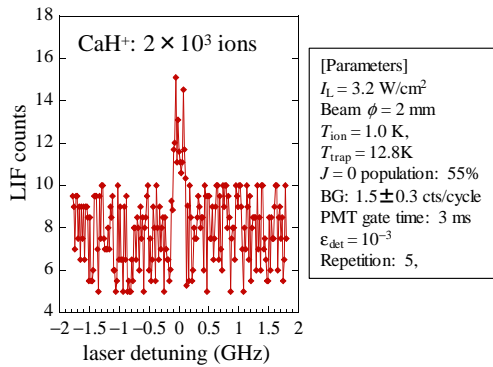 18
16
14
12
10
8
6
4
CaH⁺: 2 × 10³ ions
LIF counts
−2 −1.5 −1 −0.5 0 0.5 1 1.5 2
laser detuning (GHz)
[Parameters]
I_L = 3.2 W/cm²
Beam ϕ = 2 mm
T_ion = 1.0 K,
T_trap = 12.8K
J = 0 population: 55%
BG: 1.5±0.3 cts/cycle
PMT gate time: 3 ms
ε_det = 10⁻³
Repetition: 5,